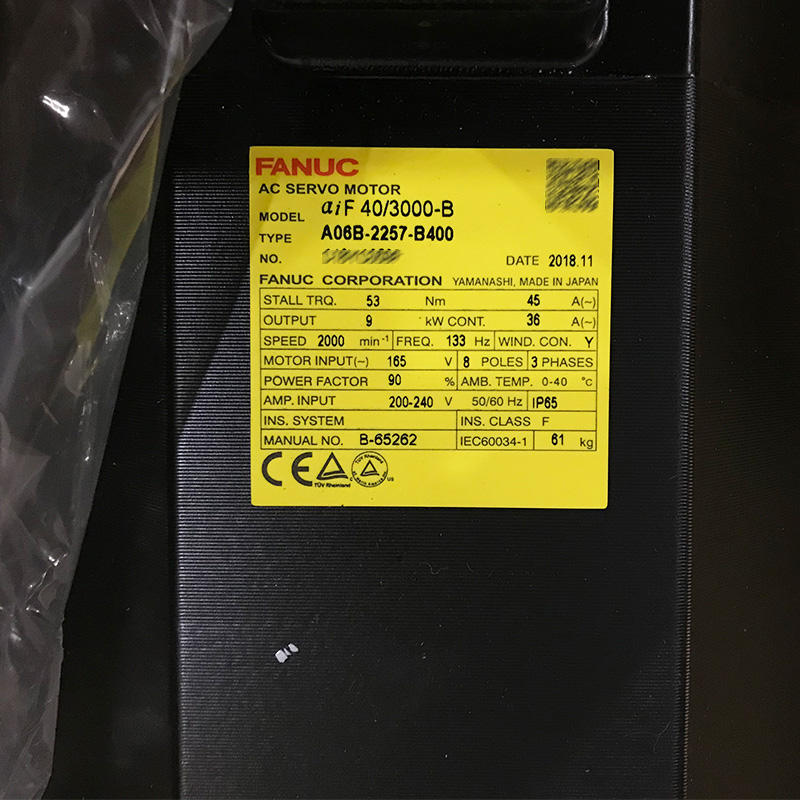 FANUC
AC SERVO MOTOR
MODEL αiF 40/3000-B
TYPE A06B-2257-B400
NO.
DATE 2018.11
FANUC CORPORATION YAMANASHI, MADE IN JAPAN
STALL TRQ. 53 Nm 45 A(~)
OUTPUT 9 kW CONT. 36 A(~)
SPEED 2000 min-1 FREQ. 133 Hz WIND. CON. Y
MOTOR INPUT(~) 165 V 8 POLES 3 PHASES
POWER FACTOR 90 % AMB. TEMP. 0-40 °C
AMP. INPUT 200-240 V 50/60 Hz IP65
INS. SYSTEM INS. CLASS F
MANUAL NO. B-65262 IEC60034-1 61 kg
CE
TÜV Rheinland
C US